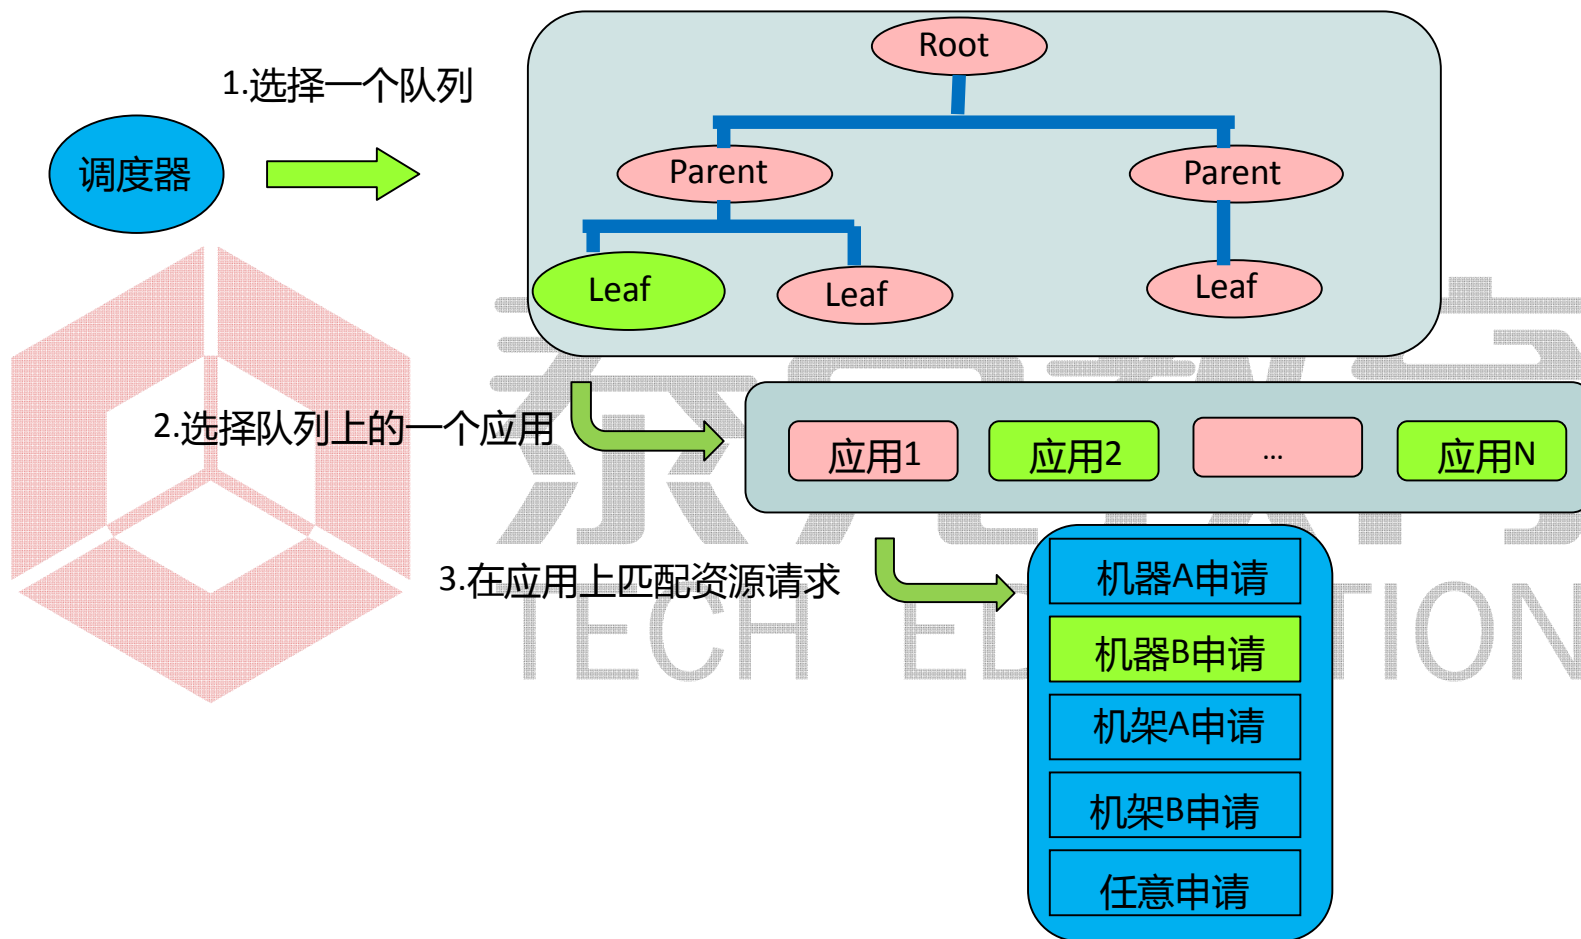 Root
1.选择一个队列
调度器
Parent
Parent
Leaf
Leaf
Leaf
2.选择队列上的一个应用
应用1
应用2
...
应用N
3.在应用上匹配资源请求
机器A申请
机器B申请
机架A申请
机架B申请
任意申请